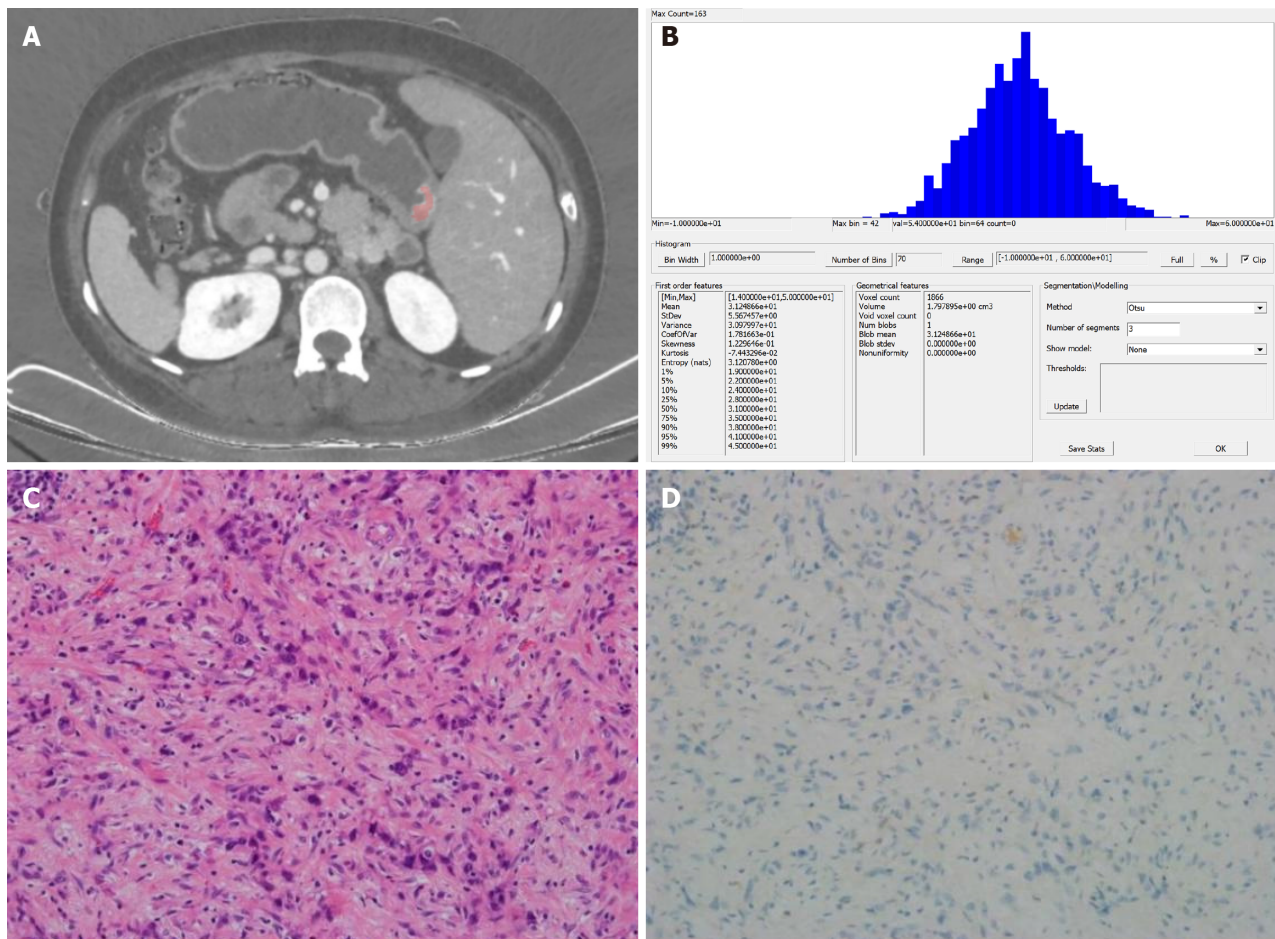 A
B
C
D
Max Count=163
Min=-1.000000e+01 Max bin = 42 val=5.400000e+01 bin=64 count=0 Max=6.000000e+01
Histogram
Bin Width 1.000000e+00 Number of Bins 70 Range [-1.000000e+01 , 6.000000e+01] Full % Clip
First order features
[Min,Max] [1.400000e+01,5.000000e+01]
Mean 3.124866e+01
StDev 5.567457e+00
Variance 3.097997e+01
CoefOfVar 1.781663e-01
Skewness 1.229646e-01
Kurtosis -7.443296e-02
Entropy (nats) 3.120780e+00
1% 1.900000e+01
5% 2.200000e+01
10% 2.400000e+01
25% 2.800000e+01
50% 3.100000e+01
75% 3.500000e+01
90% 3.800000e+01
95% 4.100000e+01
99% 4.500000e+01
Geometrical features
Voxel count 1866
Volume 1.797895e+00 cm3
Void voxel count 0
Num blobs 1
Blob mean 3.124866e+01
Blob stdev 0.000000e+00
Nonuniformity 0.000000e+00
Segmentation\Modelling
Method Otsu
Number of segments 3
Show model: None
Thresholds:
Update
Save Stats OK